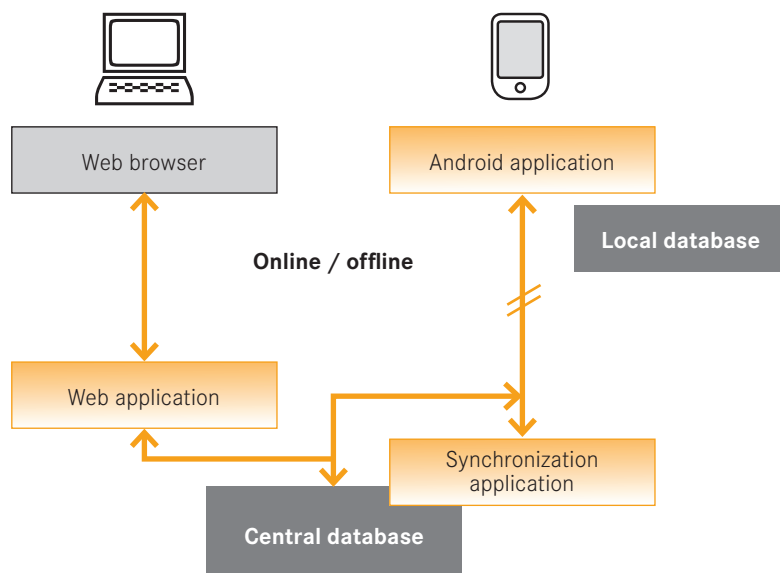 Web browser
Android application
Local database
Online / offline
Web application
Synchronization
application
Central database